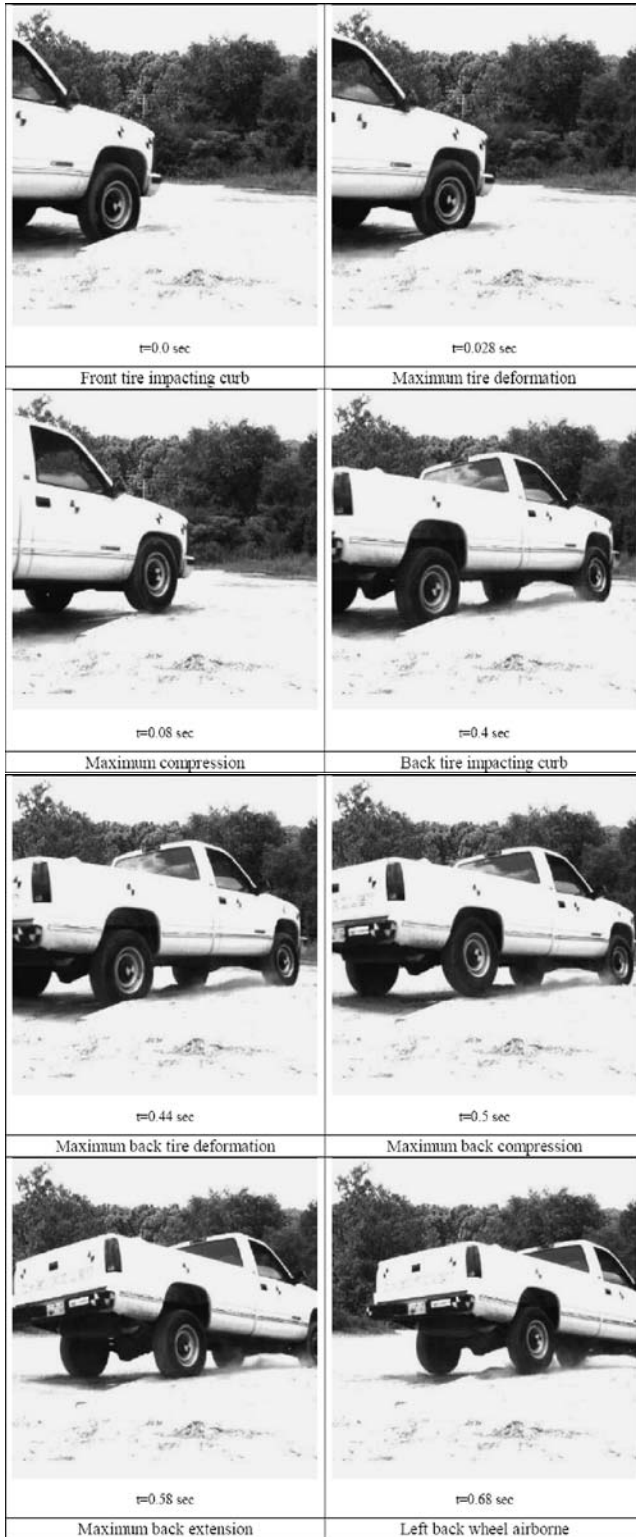 t=0.0 sec
t=0.028 sec
Front tire impacting curb
Maximum tire deformation
t=0.08 sec
t=0.4 sec
Maximum compression
Back tire impacting curb
t=0.44 sec
t=0.5 sec
Maximum back tire deformation
Maximum back compression
t=0.58 sec
t=0.68 sec
Maximum back extension
Left back wheel airborne